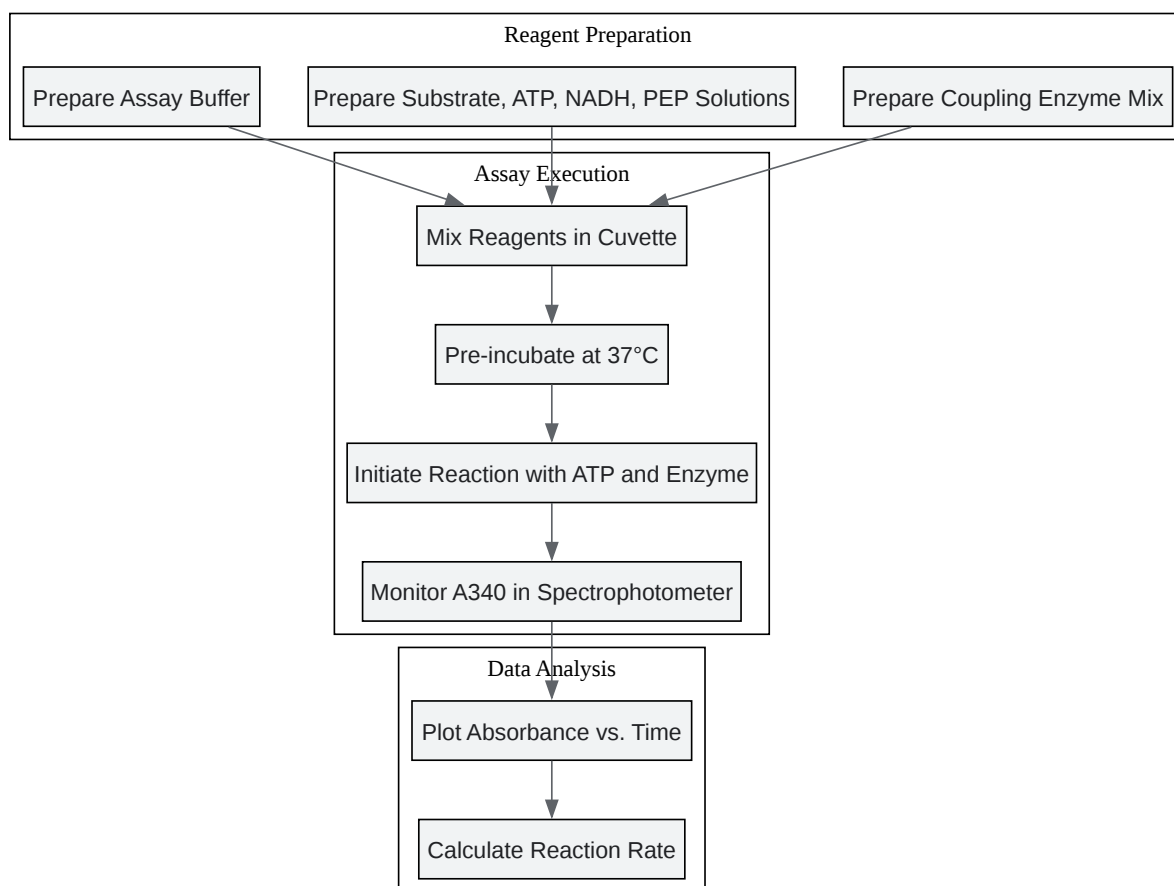 Reagent Preparation
Prepare Assay Buffer
Prepare Substrate, ATP, NADH, PEP Solutions
Prepare Coupling Enzyme Mix
Assay Execution
Mix Reagents in Cuvette
Pre-incubate at 37°C
Initiate Reaction with ATP and Enzyme
Monitor A340 in Spectrophotometer
Data Analysis
Plot Absorbance vs. Time
Calculate Reaction Rate